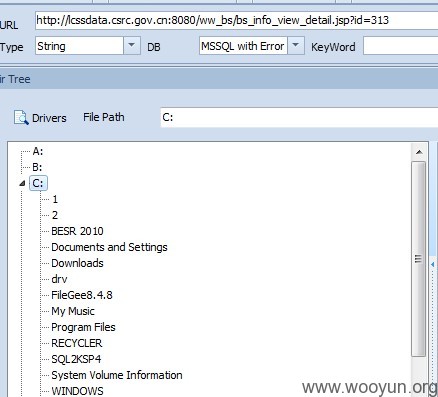 URL http://lcssdata.csrc.gov.cn:8080/ww_bs/bs_info_view_detail.jsp?id=313
Type String DB MSSQL with Error KeyWord
ir Tree
Drivers File Path C:
A:
B:
C:
1
2
BESR 2010
Documents and Settings
Downloads
drv
FileGee8.4.8
My Music
Program Files
RECYCLER
SQL2KSP4
System Volume Information
WINDOWS
www.wooyun.org